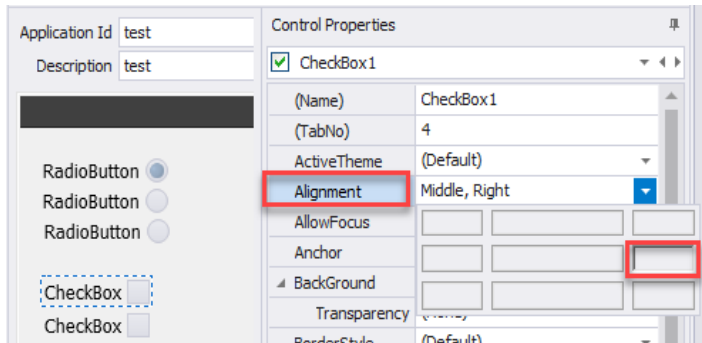 Application Id test
Description test
RadioButton
RadioButton
RadioButton
CheckBox
CheckBox
Control Properties
CheckBox1
(Name) CheckBox1
(TabNo) 4
ActiveTheme (Default)
Alignment Middle, Right
AllowFocus
Anchor
BackGround
Transparency (None)
BorderStyle (Default)